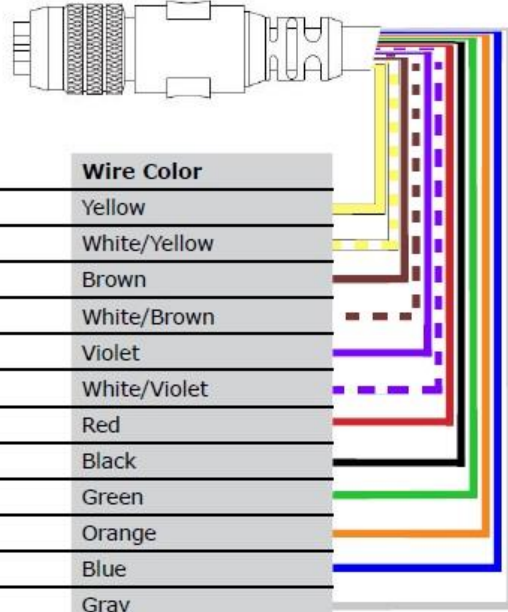 Wire Color
Yellow
White/Yellow
Brown
White/Brown
Violet
White/Violet
Red
Black
Green
Orange
Blue
Gray